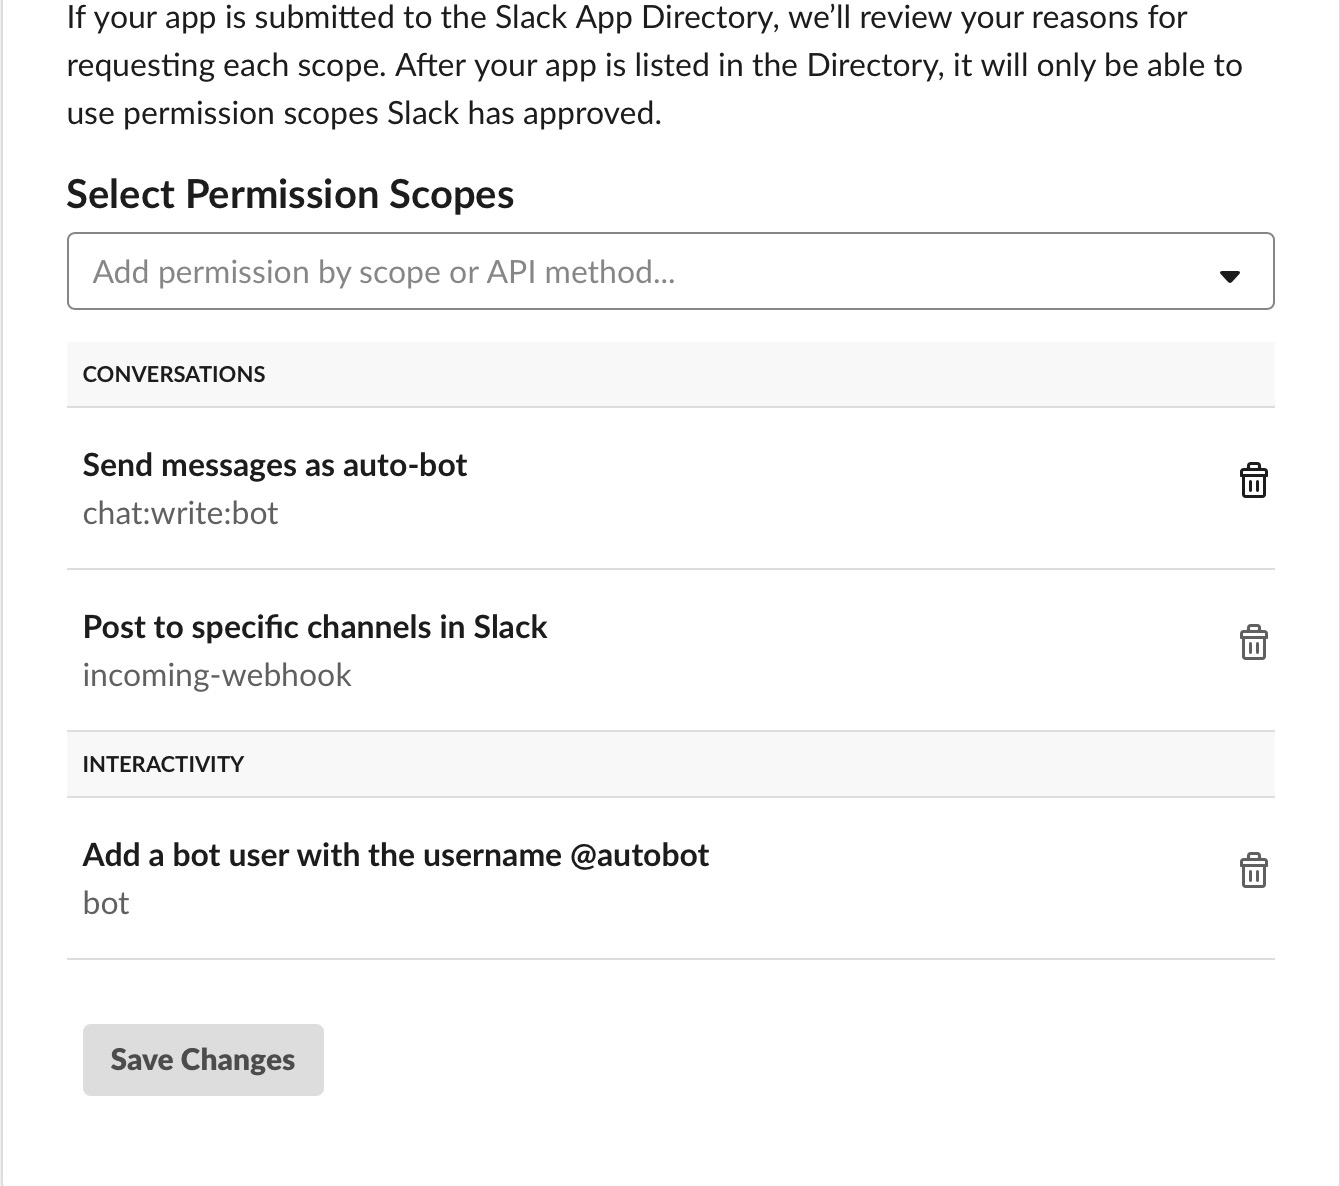 If your app is submitted to the Slack App Directory, we’ll review your reasons for
requesting each scope. After your app is listed in the Directory, it will only be able to
use permission scopes Slack has approved.
Select Permission Scopes
Add permission by scope or API method...
CONVERSATIONS
Send messages as auto-bot
chat:write:bot
Post to specific channels in Slack
incoming-webhook
INTERACTIVITY
Add a bot user with the username @autobot
bot
Save Changes